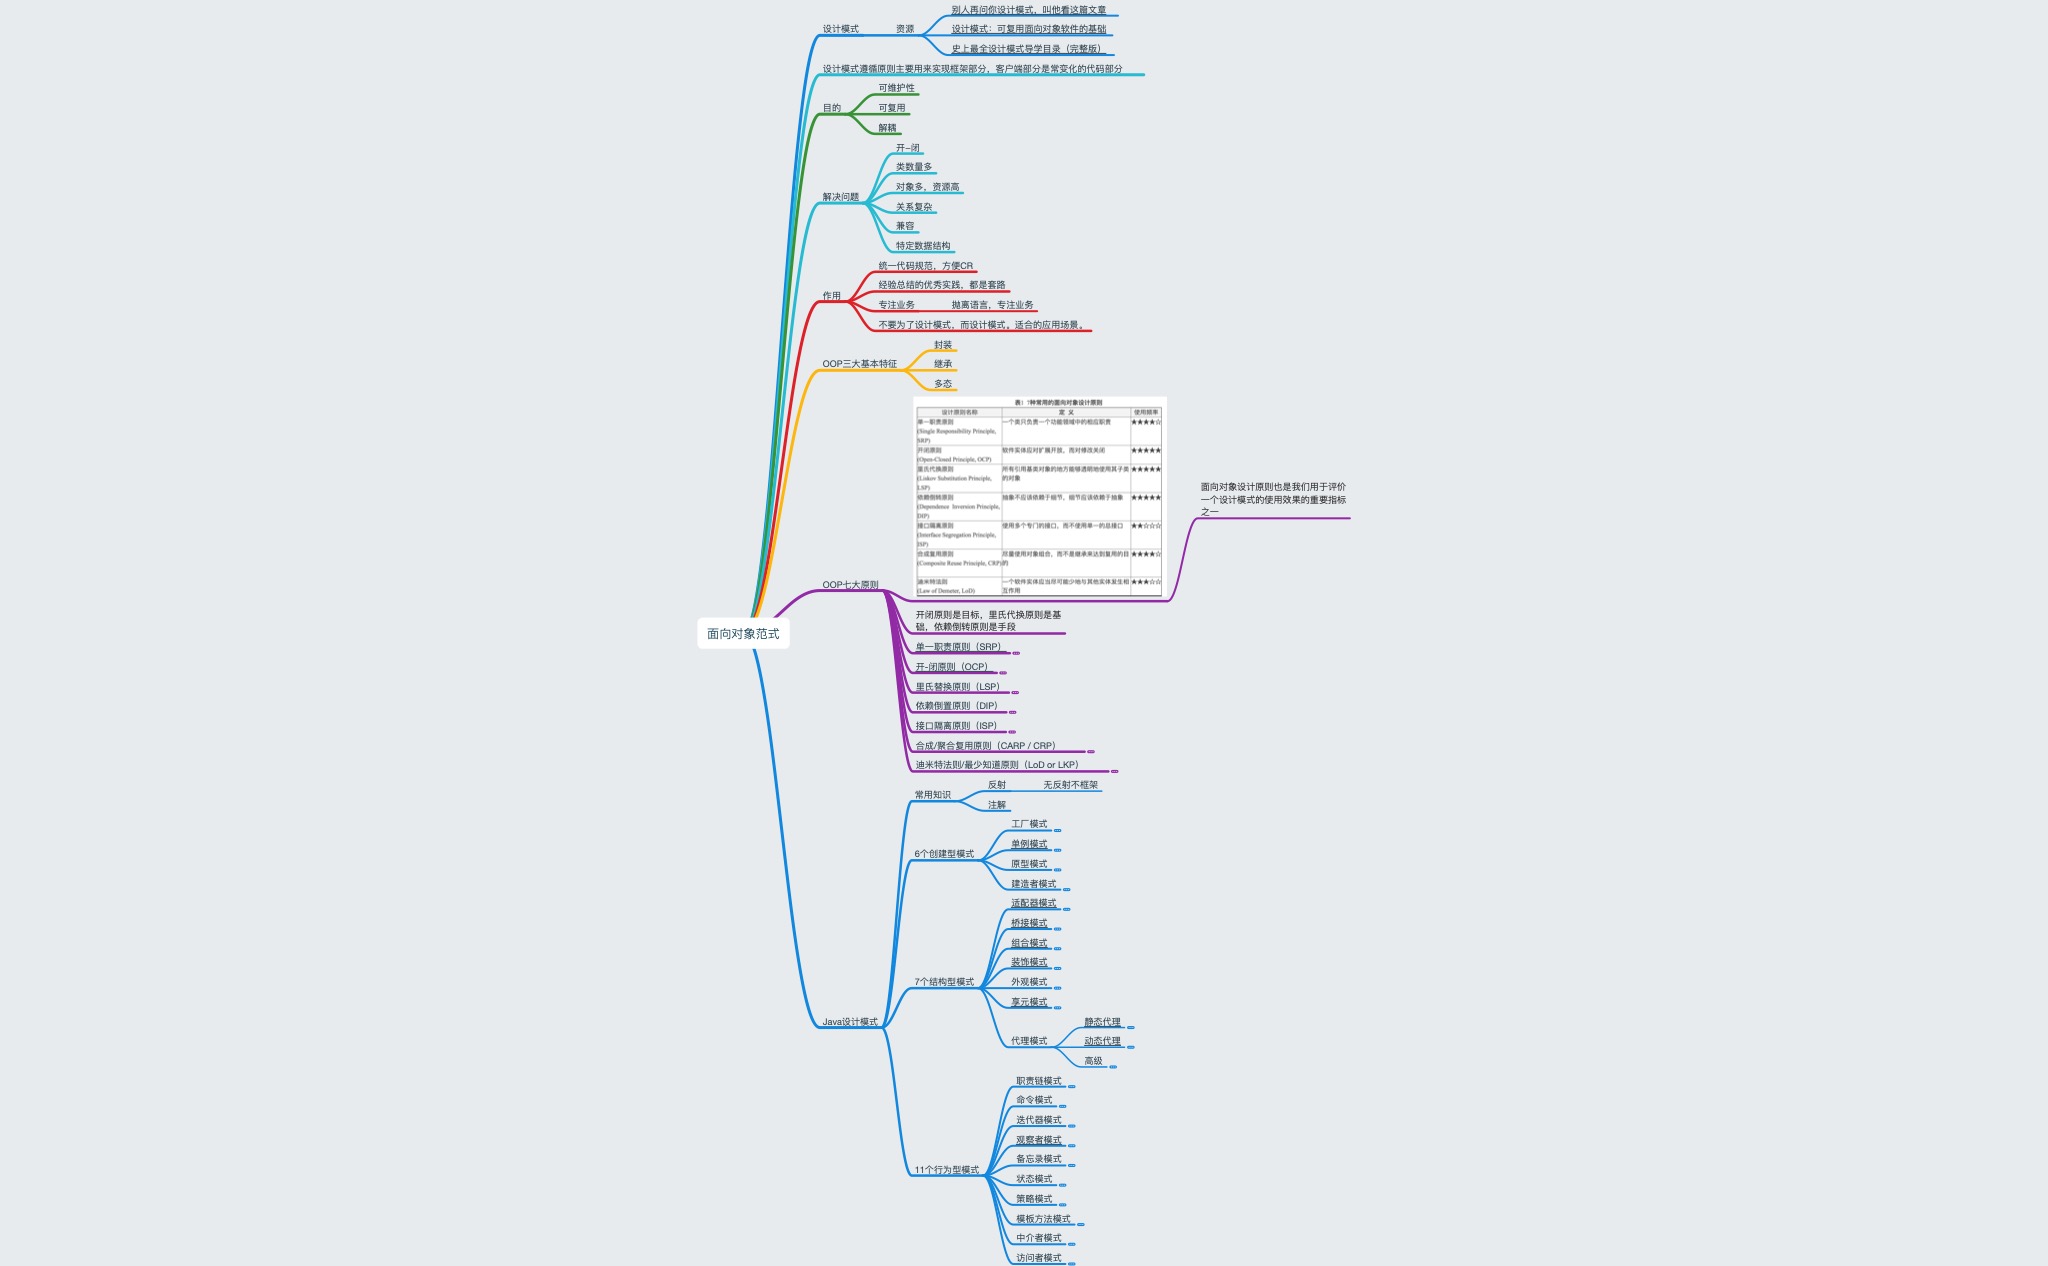 设计模式
资源
别人再问你设计模式，叫他看这篇文章
设计模式：可复用面向对象软件的基础
史上最全设计模式导学目录（完整版）
设计模式遵循原则主要用来实现框架部分，客户端部分是常变化的代码部分
目的
可维护性
可复用
解耦
解决问题
开-闭
类数量多
对象多，资源高
关系复杂
兼容
特定数据结构
作用
统一代码规范，方便CR
经验总结的优秀实践，都是套路
专注业务
抛离语言，专注业务
不要为了设计模式，而设计模式。适合的应用场景。
OOP三大基本特征
封装
继承
多态
OOP七大原则
表1 7种常用的面向对象设计原则
设计原则名称 定 义 使用频率
单一职责原则 一个类只负责一个功能领域中的相应职责 ★★★★☆
(Single Responsibility Principle,
SRP)
开闭原则 软件实体应对扩展开放，而对修改关闭 ★★★★★
(Open-Closed Principle, OCP)
里氏代换原则 所有引用基类对象的地方能够透明地使用其子类 ★★★★★
(Liskov Substitution Principle, 的对象
LSP)
依赖倒转原则 抽象不应该依赖于细节，细节应该依赖于抽象 ★★★★★
(Dependence Inversion Principle,
DIP)
接口隔离原则 使用多个专门的接口，而不使用单一的总接口 ★★☆☆☆
(Interface Segregation Principle,
ISP)
合成复用原则 尽量使用对象组合，而不是继承来达到复用的目 ★★★★☆
(Composite Reuse Principle, CRP) 的
迪米特法则 一个软件实体应当尽可能少地与其他实体发生相 ★★★☆☆
(Law of Demeter, LoD) 互作用
面向对象设计原则也是我们用于评价
一个设计模式的使用效果的重要指标
之一
开闭原则是目标，里氏代换原则是基
础，依赖倒转原则是手段
单一职责原则（SRP）
开-闭原则（OCP）
里氏替换原则（LSP）
依赖倒置原则（DIP）
接口隔离原则（ISP）
合成/聚合复用原则（CARP / CRP）
迪米特法则/最少知道原则（LoD or LKP）
面向对象范式
Java设计模式
常用知识
反射
无反射不框架
注解
6个创建型模式
工厂模式
单例模式
原型模式
建造者模式
7个结构型模式
适配器模式
桥接模式
组合模式
装饰模式
外观模式
享元模式
代理模式
静态代理
动态代理
高级
11个行为型模式
职责链模式
命令模式
迭代器模式
观察者模式
备忘录模式
状态模式
策略模式
模板方法模式
中介者模式
访问者模式